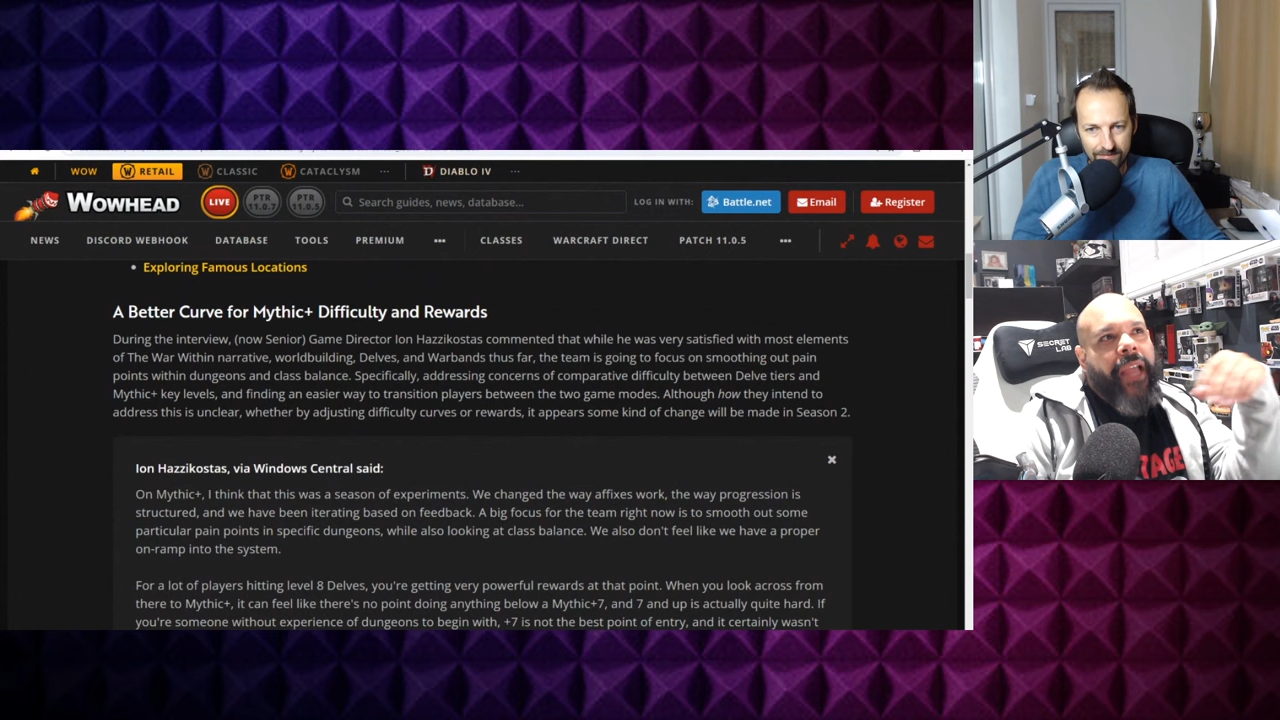 WOW
RETAIL
CLASSIC
CATACLYSM
DIABLO IV
WOWHEAD
LIVE
PTR 11.0.7
PTR 11.0.5
Search guides, news, database...
LOG IN WITH:
Battle.net
Email
Register
NEWS
DISCORD WEBHOOK
DATABASE
TOOLS
PREMIUM
CLASSES
WARCRAFT DIRECT
PATCH 11.0.5
Exploring Famous Locations
A Better Curve for Mythic+ Difficulty and Rewards
During the interview, (now Senior) Game Director Ion Hazzikostas commented that while he was very satisfied with most elements
of The War Within narrative, worldbuilding, Delves, and Warbands thus far, the team is going to focus on smoothing out pain
points within dungeons and class balance. Specifically, addressing concerns of comparative difficulty between Delve tiers and
Mythic+ key levels, and finding an easier way to transition players between the two game modes. Although how they intend to
address this is unclear, whether by adjusting difficulty curves or rewards, it appears some kind of change will be made in Season 2.
Ion Hazzikostas, via Windows Central said:
On Mythic+, I think that this was a season of experiments. We changed the way affixes work, the way progression is
structured, and we have been iterating based on feedback. A big focus for the team right now is to smooth out some
particular pain points in specific dungeons, while also looking at class balance. We also don't feel like we have a proper
on-ramp into the system.
For a lot of players hitting level 8 Delves, you're getting very powerful rewards at that point. When you look across from
there to Mythic+, it can feel like there's no point doing anything below a Mythic+7, and 7 and up is actually quite hard. If
you're someone without experience of dungeons to begin with, +7 is not the best point of entry, and it certainly wasn't
SECRET
LAB
TAGE